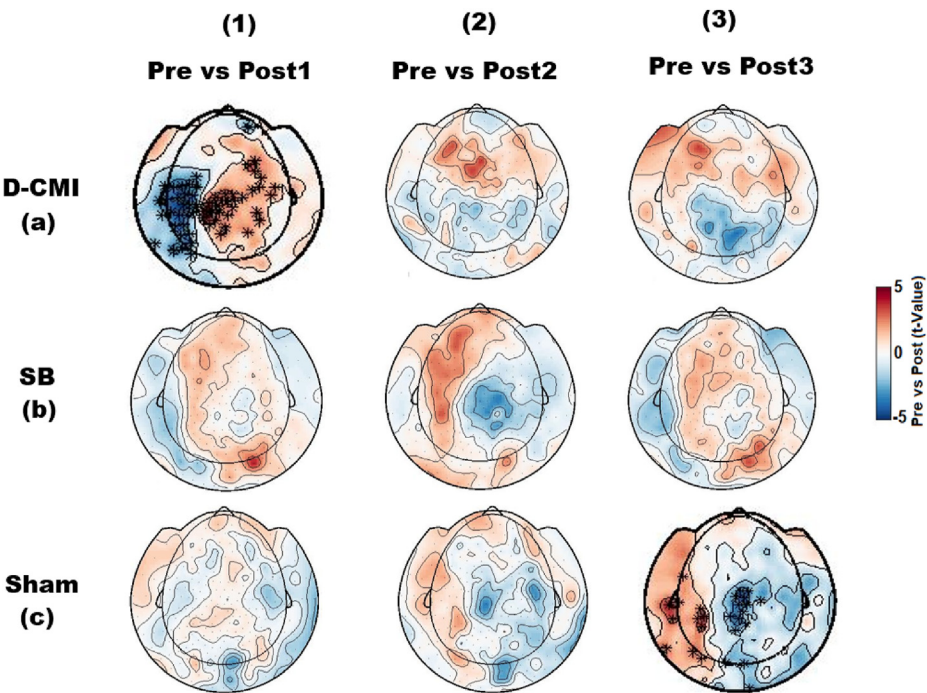 (1)
(2)
(3)
Pre vs Post1
Pre vs Post2
Pre vs Post3
D-CMI
(a)
SB
(b)
Sham
(c)
5
0
-5
Pre vs Post (t-Value)